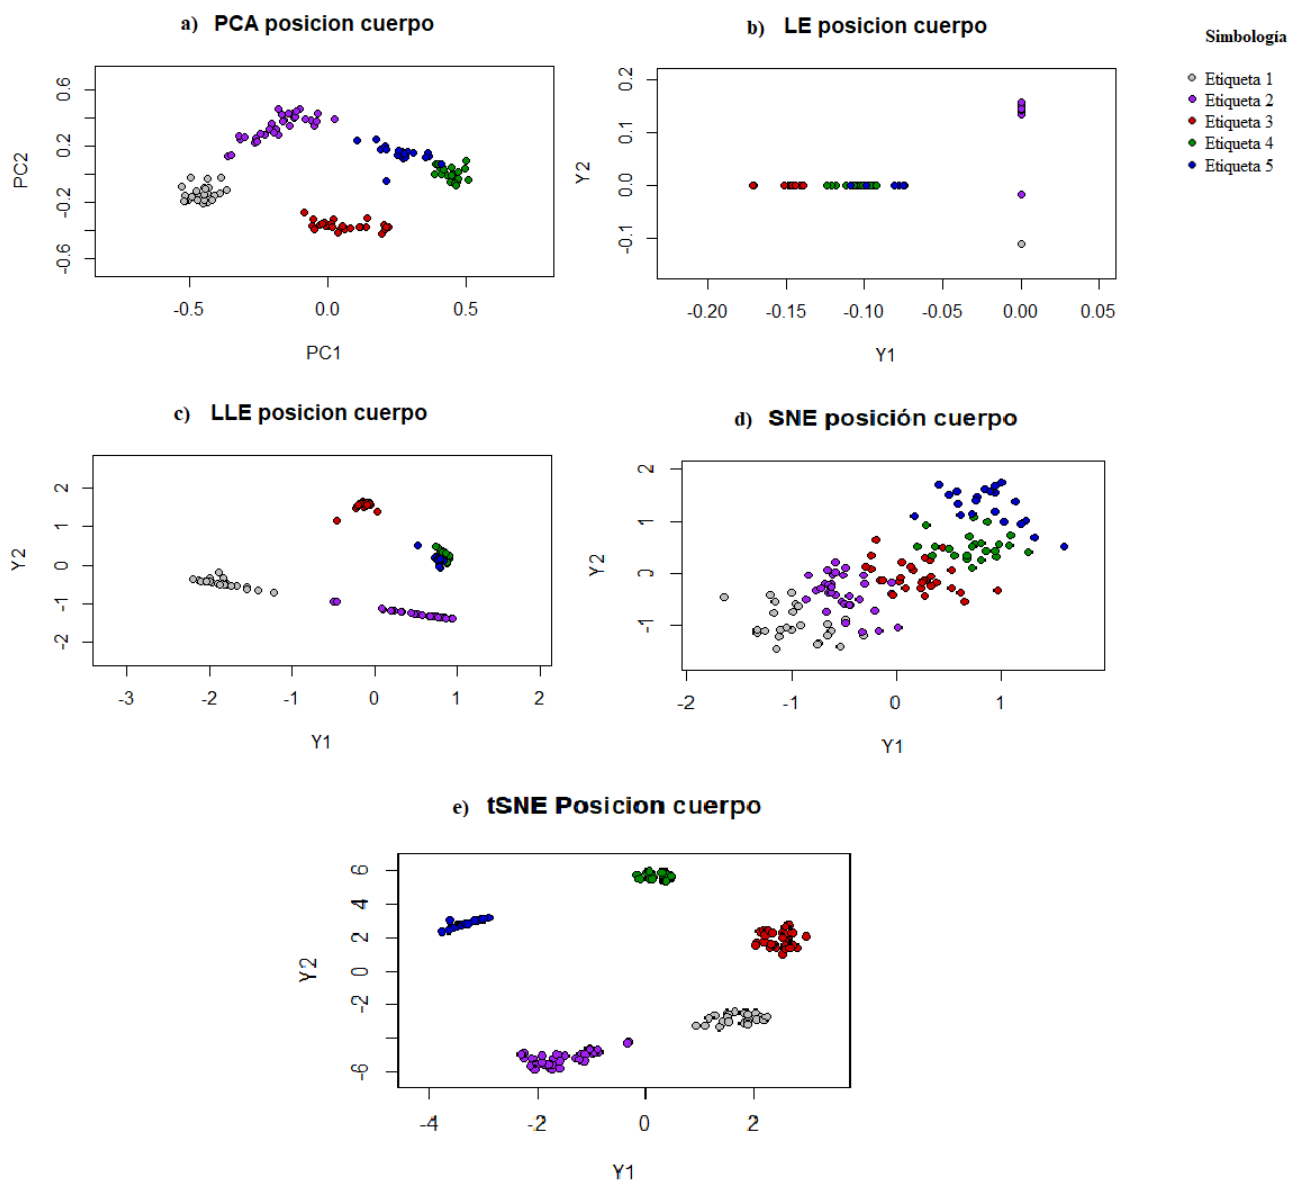 a) PCA posicion cuerpo
0.6
0.2
-0.2
-0.6
PC2
-0.5 0.0 0.5
PC1
b) LE posicion cuerpo
0.2
0.1
0.0
-0.1
Y2
-0.20 -0.15 -0.10 -0.05 0.00 0.05
Y1
Simbología
Etiqueta 1
Etiqueta 2
Etiqueta 3
Etiqueta 4
Etiqueta 5
c) LLE posicion cuerpo
2
1
0
-1
-2
Y2
-3 -2 -1 0 1 2
Y1
d) SNE posición cuerpo
2
1
0
-1
Y2
-2 -1 0 1
Y1
e) tSNE Posicion cuerpo
6
4
2
0
-2
-6
Y2
-4 -2 0 2
Y1